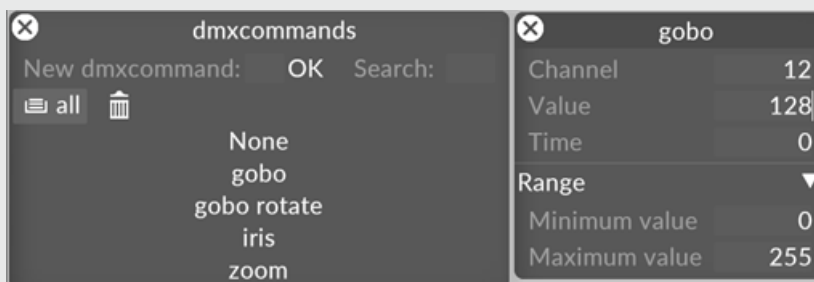 dmxcommands
New dmxcommand: OK Search:
all
None
gobo
gobo rotate
iris
zoom
gobo
Channel 12
Value 128
Time 0
Range
Minimum value 0
Maximum value 255